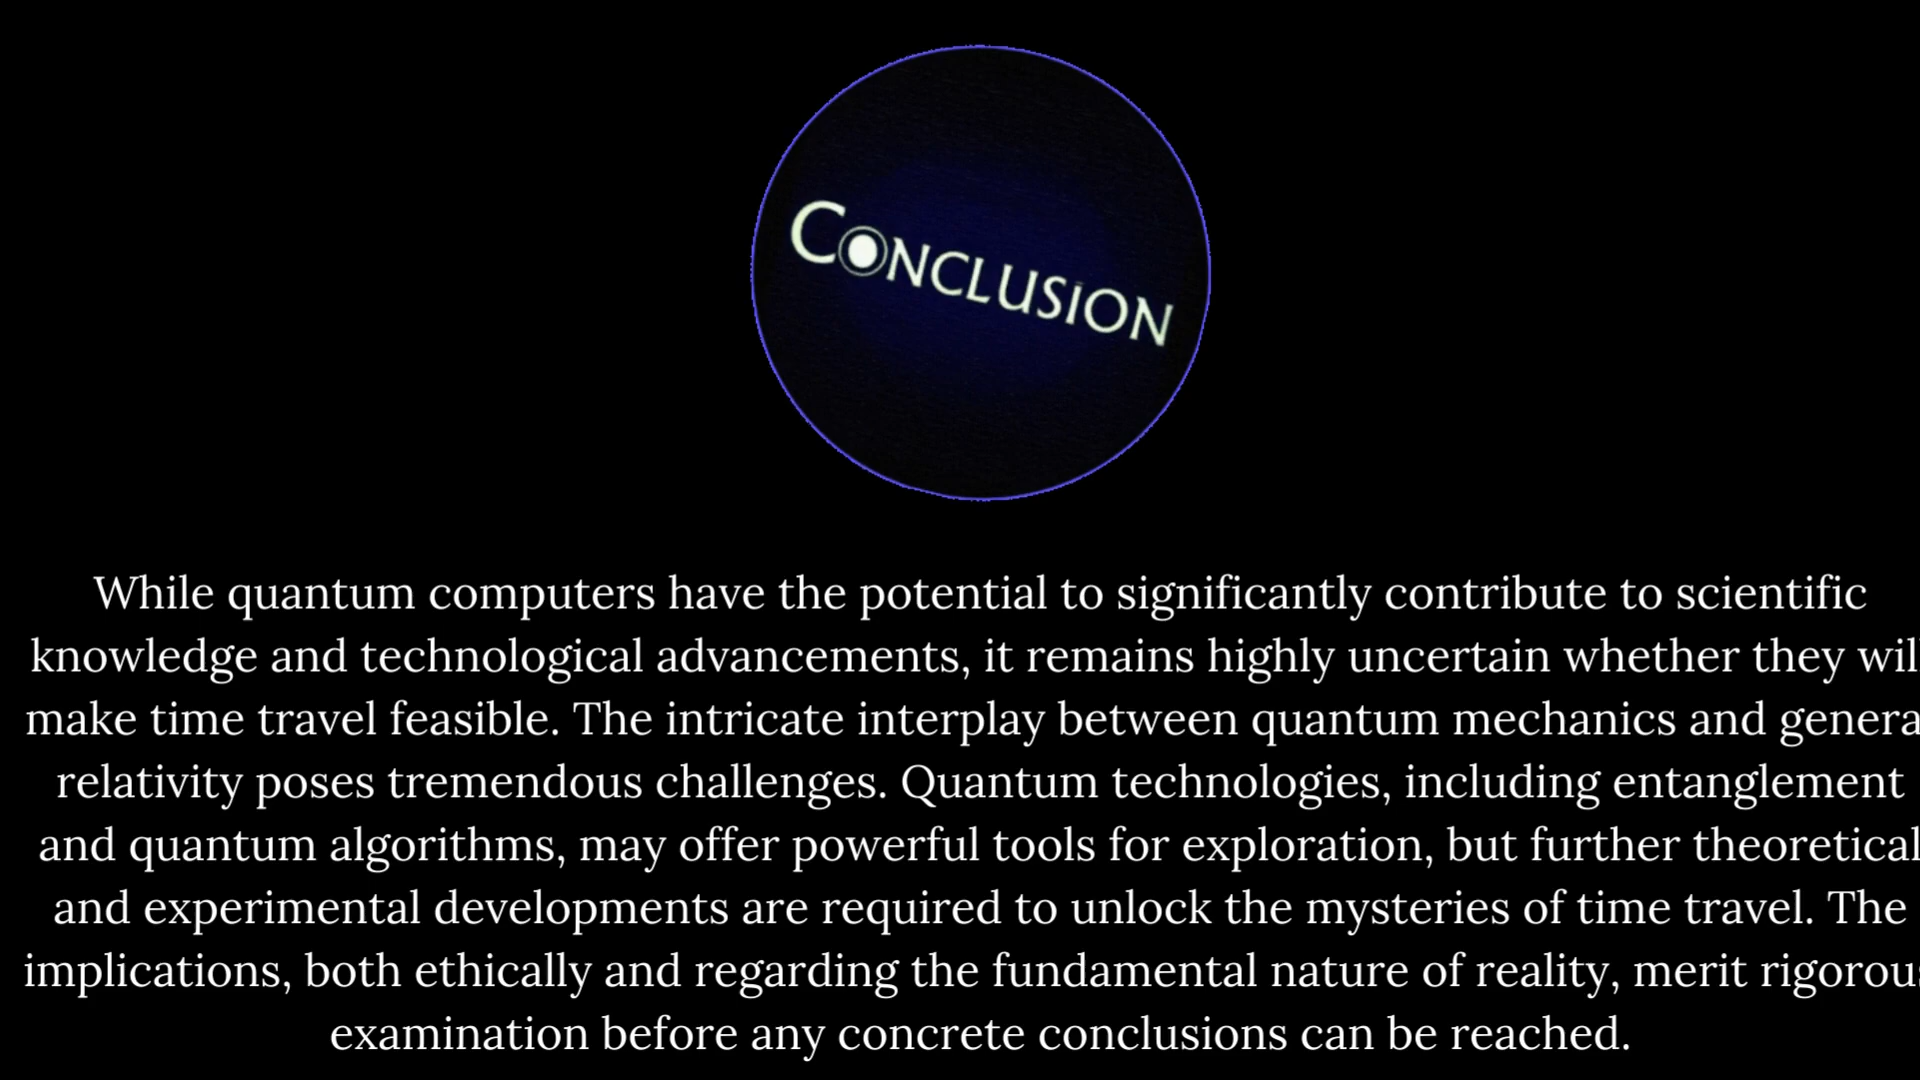 CONCLUSION
While quantum computers have the potential to significantly contribute to scientific
knowledge and technological advancements, it remains highly uncertain whether they wil
make time travel feasible. The intricate interplay between quantum mechanics and genera
relativity poses tremendous challenges. Quantum technologies, including entanglement
and quantum algorithms, may offer powerful tools for exploration, but further theoretical
and experimental developments are required to unlock the mysteries of time travel. The
implications, both ethically and regarding the fundamental nature of reality, merit rigorous
examination before any concrete conclusions can be reached.